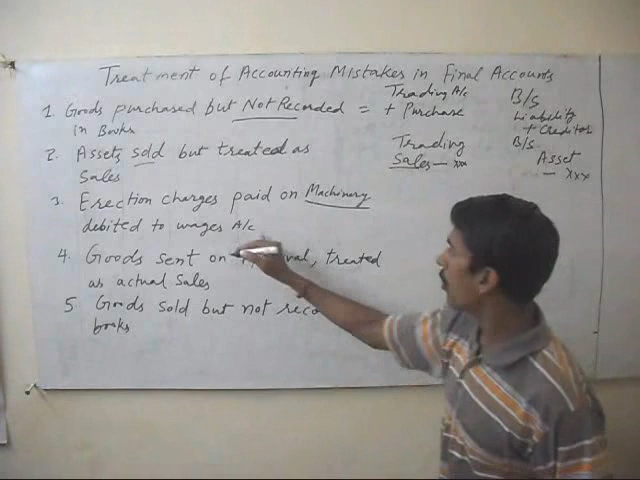 Treatment of Accounting Mistakes in Final Accounts
1. Goods purchased but Not Recorded = Trading A/c + Purchase
in Books
B/S
Liability
+ Creditor
2. Assets sold but treated as
Sales
Trading
Sales — xxx
B/S
Asset
— xxx
3. Erection charges paid on Machinery
debited to wages A/c
4. Goods sent on , treated
as actual Sales
5 Goods sold but not
books